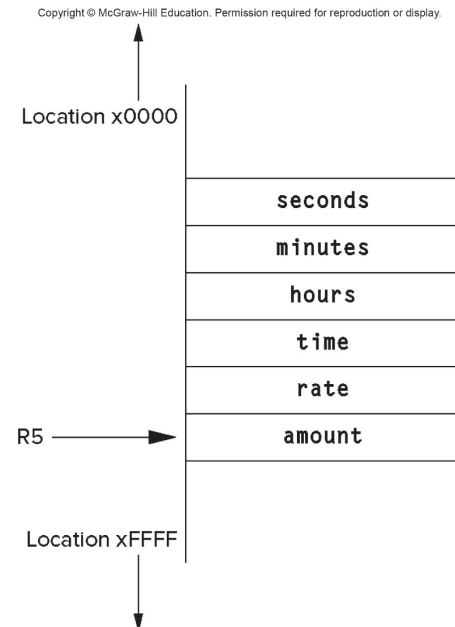 Copyright © McGraw-Hill Education. Permission required for reproduction or display.
Location x0000
seconds
minutes
hours
time
rate
R5
amount
Location xFFFF